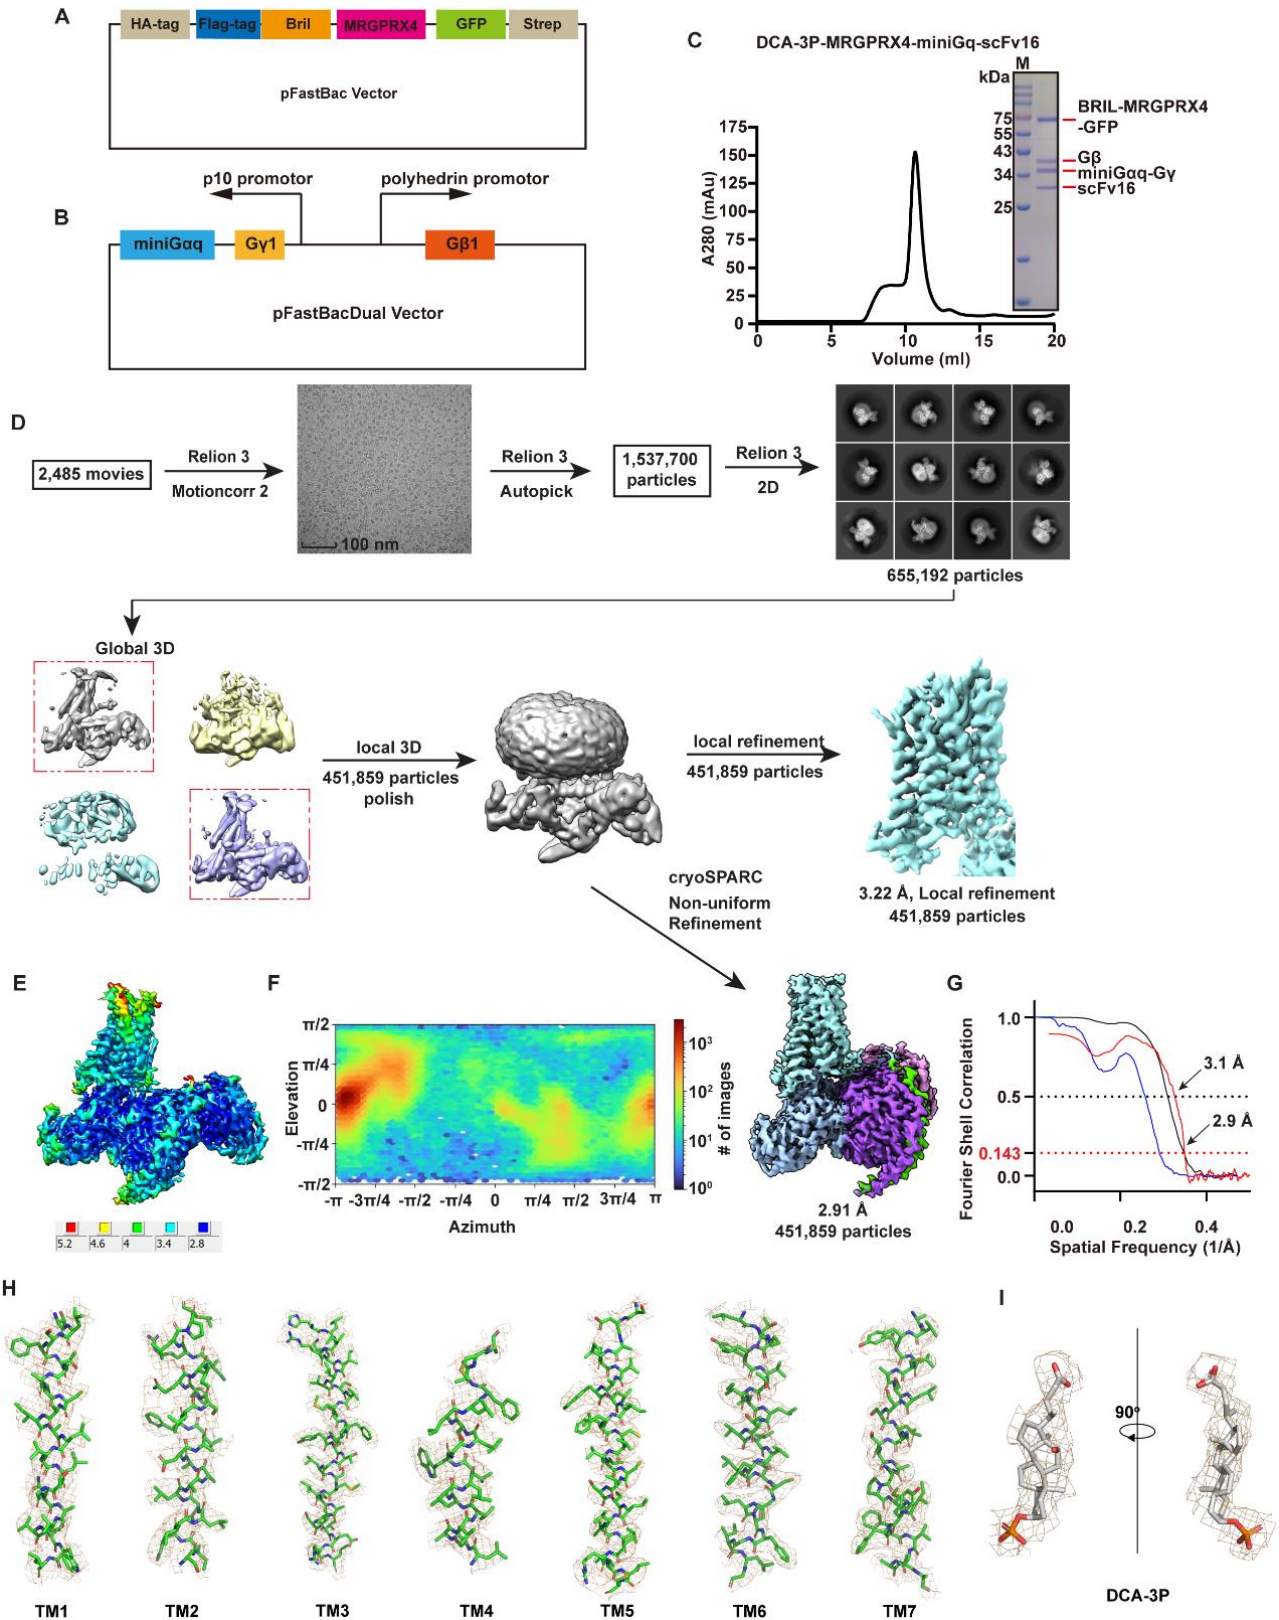 A
HA-tag
Flag-tag
Bril
MRGPRX4
GFP
Strep
pFastBac Vector
B
p10 promotor
polyhedrin promotor
miniGαq
Gγ1
Gβ1
pFastBacDual Vector
C
DCA-3P-MRGPRX4-miniGq-scFv16
M
kDa
75
55
43
34
25
BRIL-MRGPRX4
-GFP
Gβ
miniGαq-Gγ
scFv16
A280 (mAu)
175
150
125
100
75
50
25
0
0
5
10
15
20
Volume (ml)
D
2,485 movies
Relion 3
Motioncorr 2
100 nm
Relion 3
Autopick
1,537,700
particles
Relion 3
2D
655,192 particles
Global 3D
local 3D
451,859 particles
polish
local refinement
451,859 particles
3.22 Å, Local refinement
451,859 particles
cryoSPARC
Non-uniform
Refinement
2.91 Å
451,859 particles
E
5.2
4.6
4
3.4
2.8
F
Elevation
π/2
π/4
0
-π/4
-π/2
-π
-3π/4
-π/2
-π/4
0
π/4
π/2
3π/4
π
Azimuth
10³
10²
10¹
10⁰
# of images
G
Fourier Shell Correlation
1.0
0.5
0.143
0.0
3.1 Å
2.9 Å
0.0
0.2
0.4
Spatial Frequency (1/Å)
H
TM1
TM2
TM3
TM4
TM5
TM6
TM7
I
90º
DCA-3P